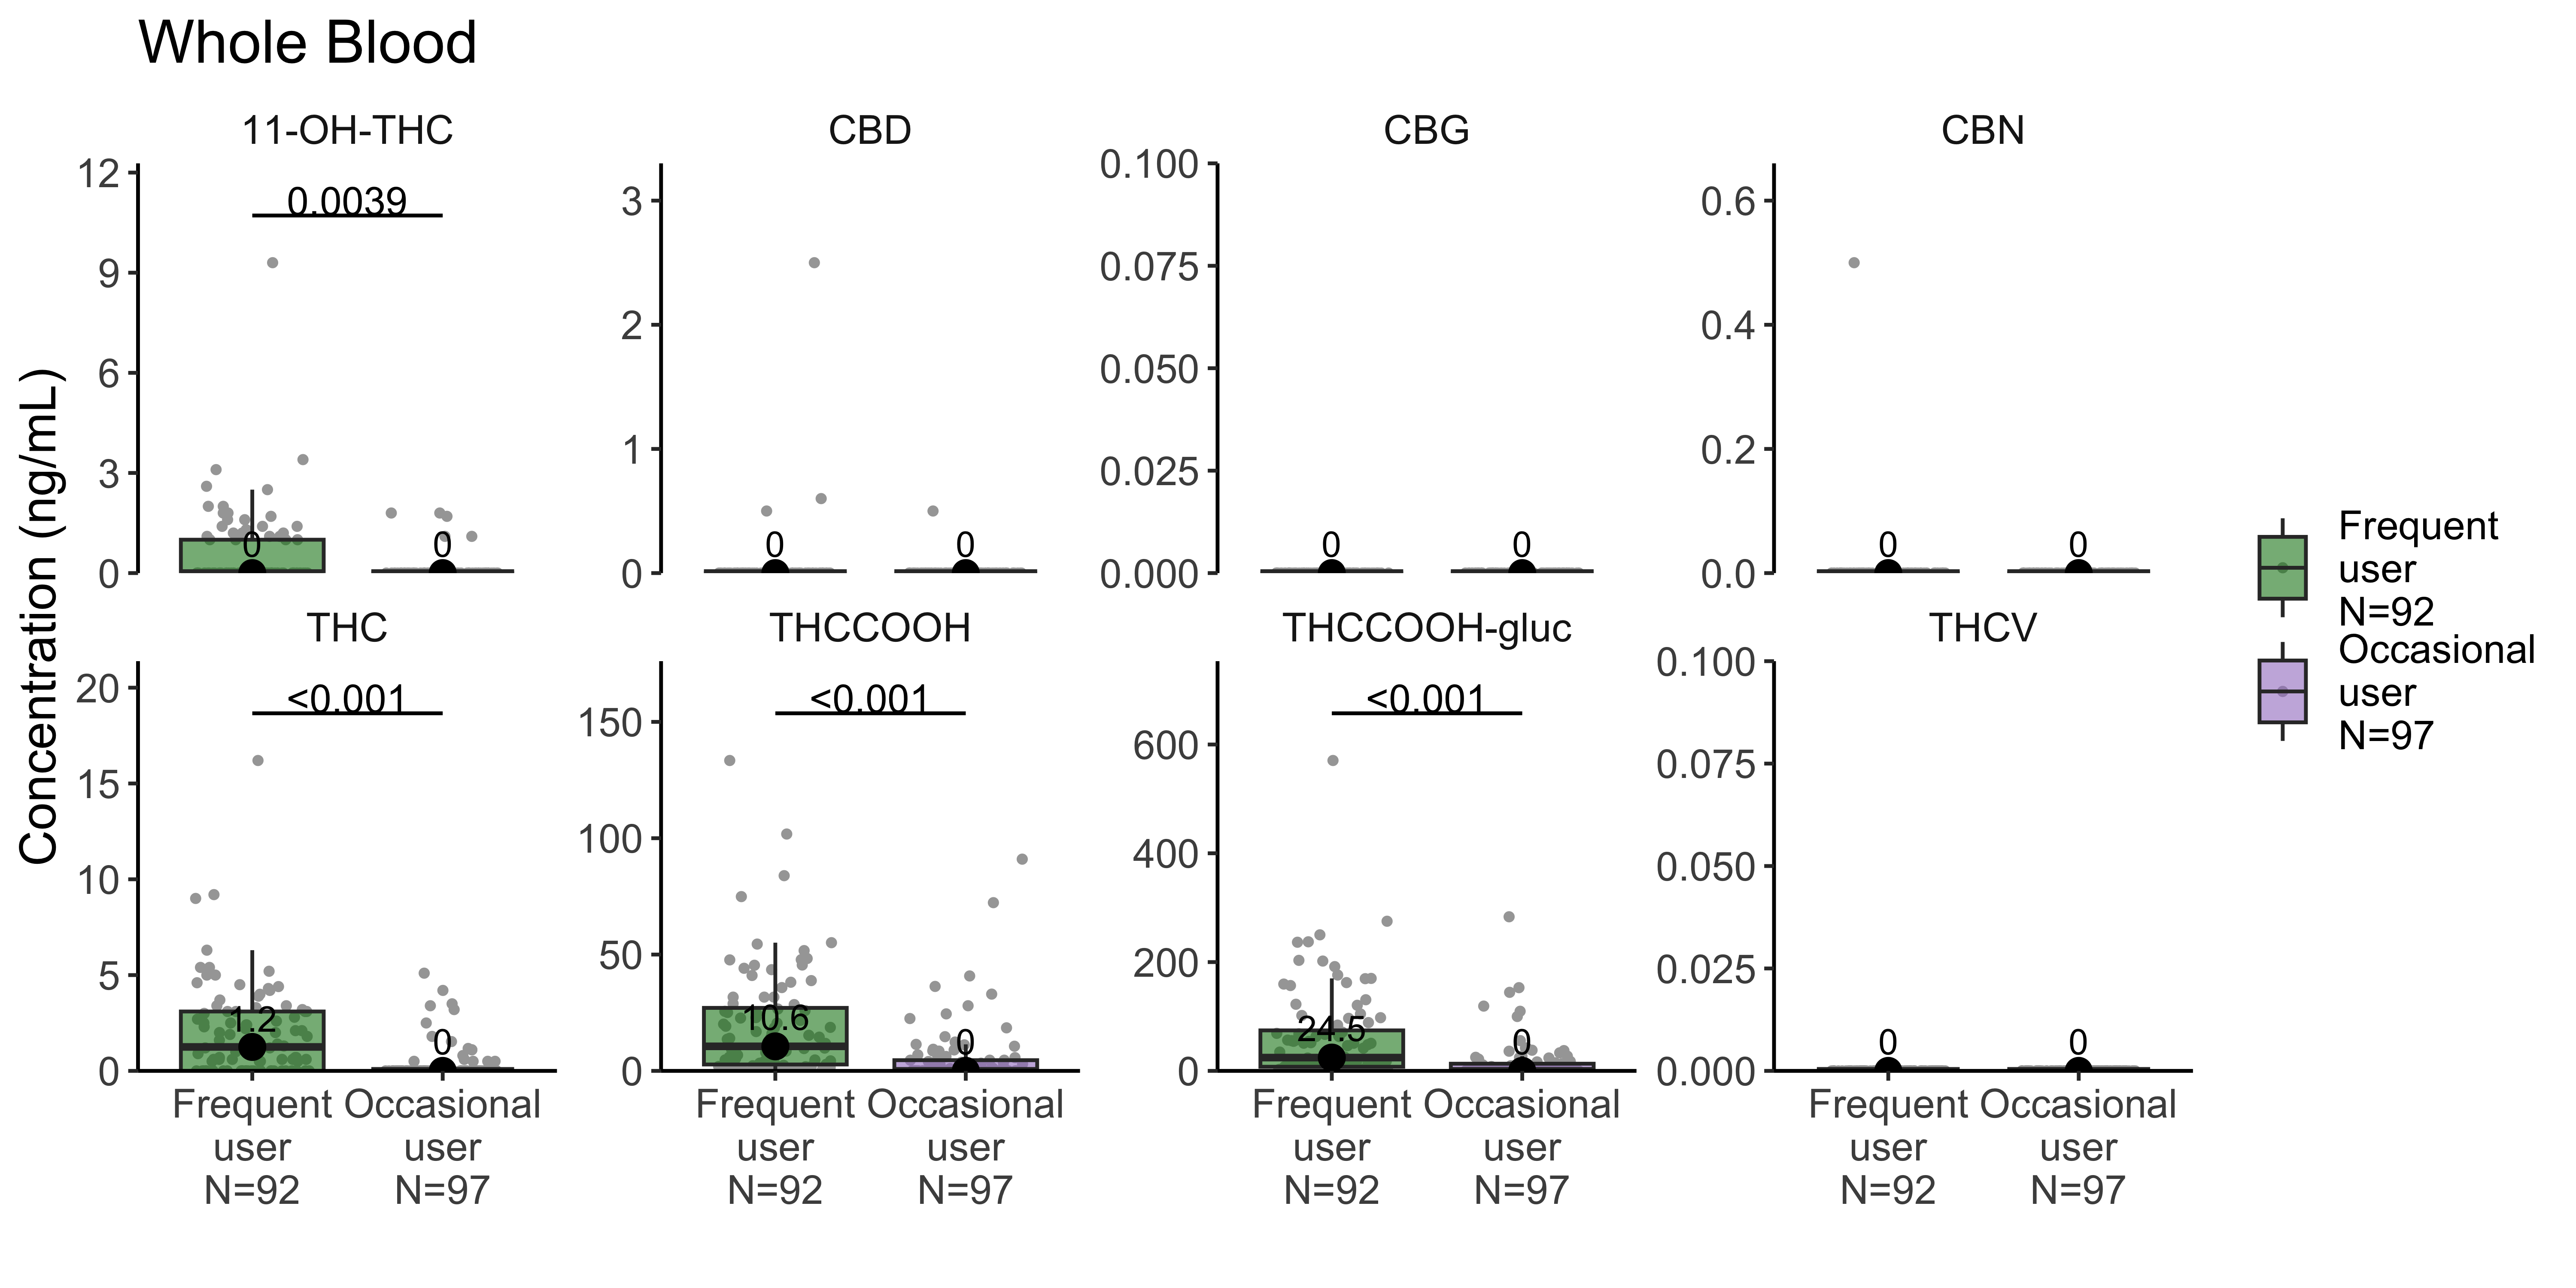 Whole Blood
11-OH-THC
CBD
CBG
CBN
Concentration (ng/mL)
12
9
6
3
0
0.0039
0
0
3
2
1
0
0
0
0.100
0.075
0.050
0.025
0.000
0
0
0.6
0.4
0.2
0.0
0
0
THC
THCCOOH
THCCOOH-gluc
THCV
20
15
10
5
0
<0.001
1.2
0
150
100
50
0
<0.001
10.6
0
600
400
200
0
<0.001
24.5
0
0.100
0.075
0.050
0.025
0.000
0
0
Frequent
user
N=92
Occasional
user
N=97
Frequent
user
N=92
Occasional
user
N=97
Frequent
user
N=92
Occasional
user
N=97
Frequent
user
N=92
Occasional
user
N=97
Frequent
user
N=92
Occasional
user
N=97